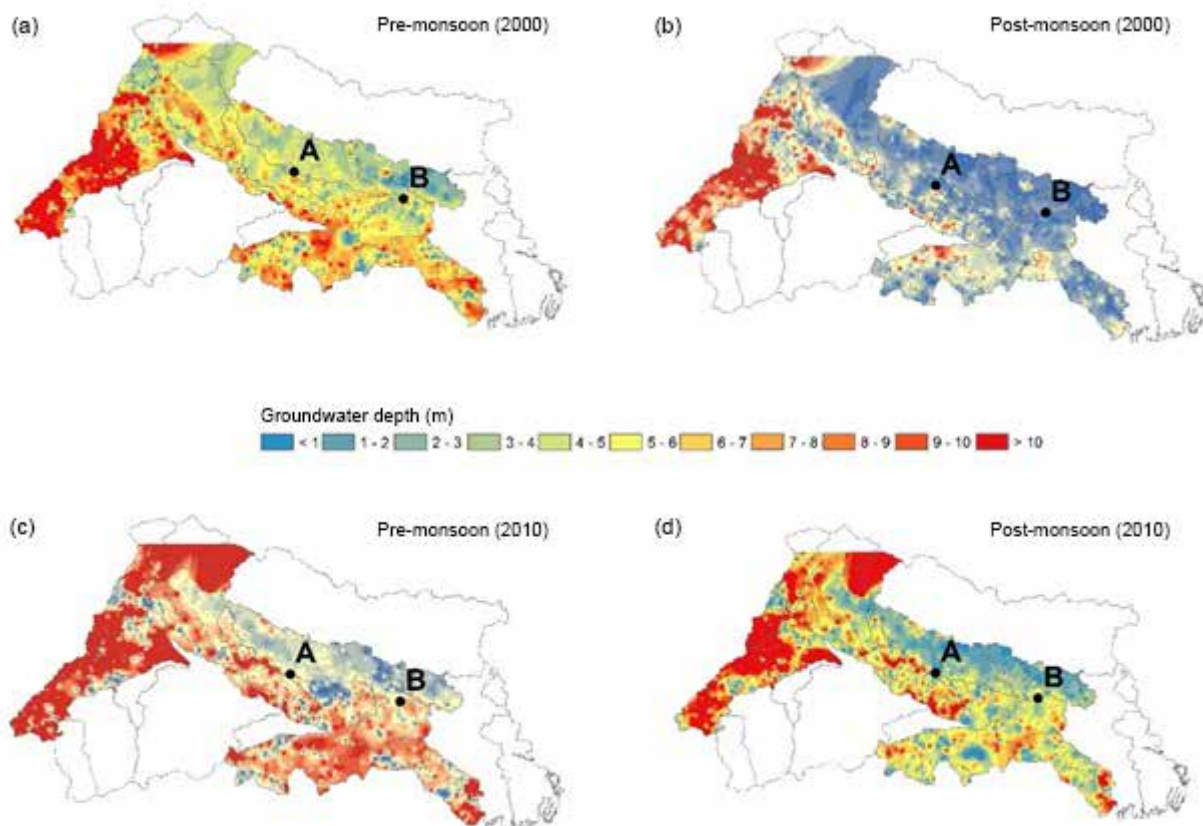 (a) Pre-monsoon (2000)
A
B
(b) Post-monsoon (2000)
A
B
Groundwater depth (m)
< 1 1 - 2 2 - 3 3 - 4 4 - 5 5 - 6 6 - 7 7 - 8 8 - 9 9 - 10 > 10
(c) Pre-monsoon (2010)
A
B
(d) Post-monsoon (2010)
A
B